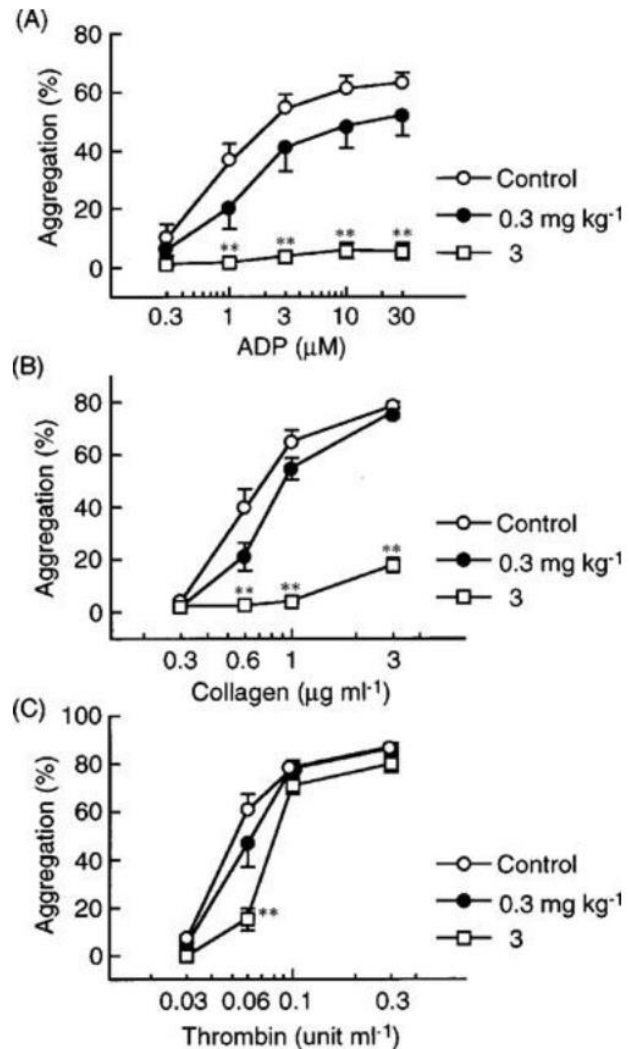 (A)
80
60
40
20
0
Aggregation (%)
** ** ** **
Control
0.3 mg kg⁻¹
3
0.3 1 3 10 30
ADP (μM)
(B)
80
60
40
20
0
Aggregation (%)
** ** **
Control
0.3 mg kg⁻¹
3
0.3 0.6 1 3
Collagen (μg ml⁻¹)
(C)
100
80
60
40
20
0
Aggregation (%)
**
Control
0.3 mg kg⁻¹
3
0.03 0.06 0.1 0.3
Thrombin (unit ml⁻¹)